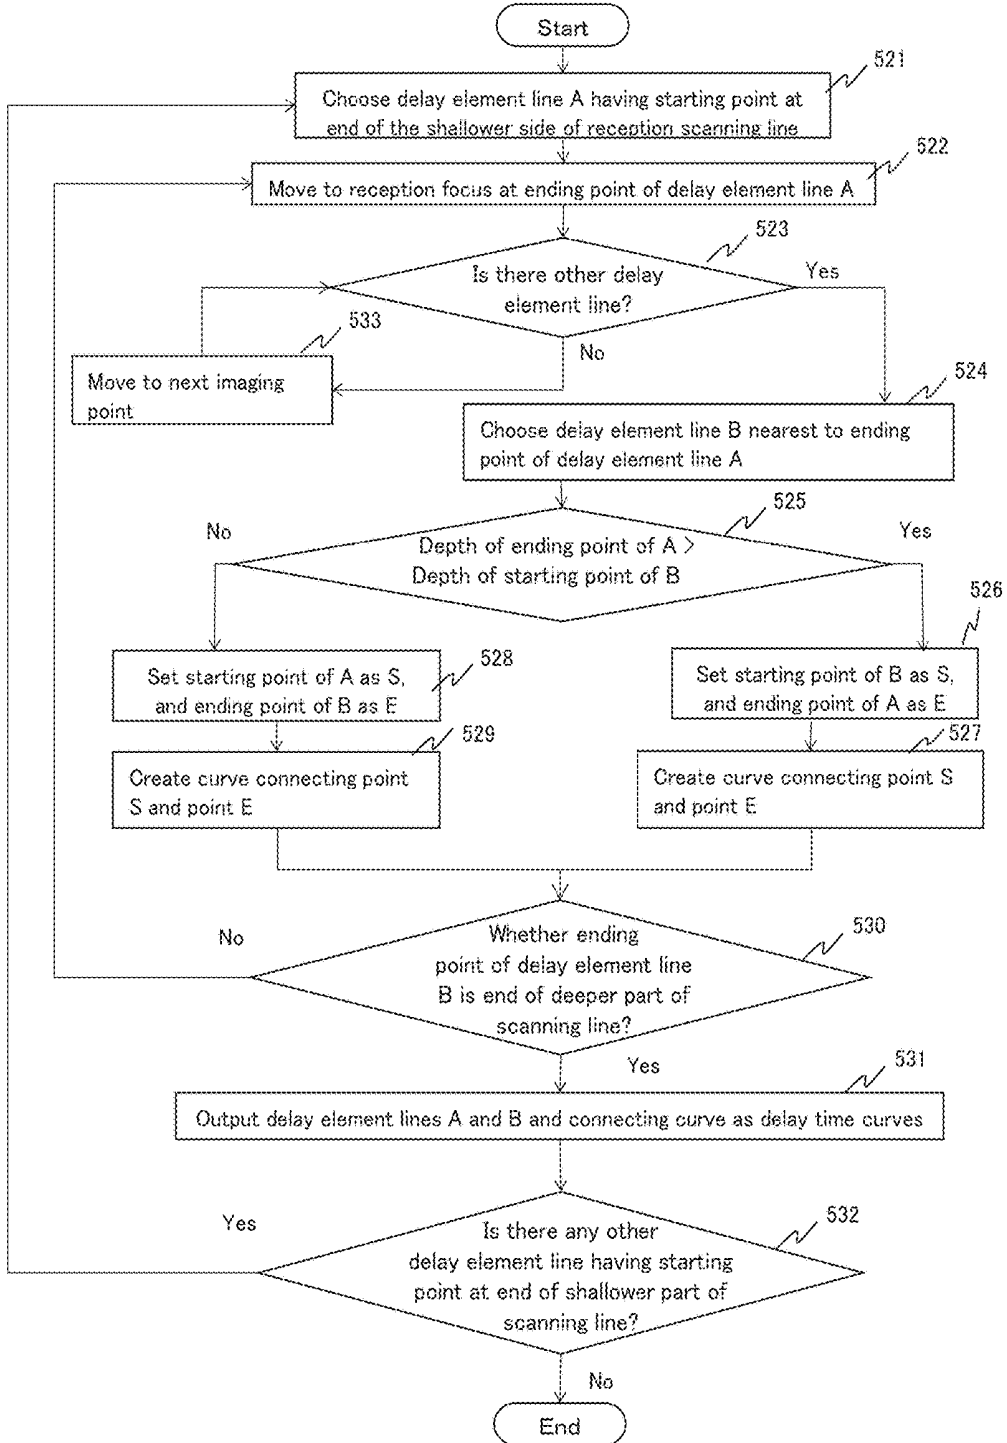 Start
521
Choose delay element line A having starting point at
end of the shallower side of reception scanning line
522
Move to reception focus at ending point of delay element line A
523
Is there other delay
element line?
Yes
533
No
Move to next imaging
point
524
Choose delay element line B nearest to ending
point of delay element line A
525
No
Yes
Depth of ending point of A >
Depth of starting point of B
526
528
Set starting point of A as S,
and ending point of B as E
Set starting point of B as S,
and ending point of A as E
529
527
Create curve connecting point
S and point E
Create curve connecting point S
and point E
No
530
Whether ending
point of delay element line
B is end of deeper part of
scanning line?
Yes
531
Output delay element lines A and B and connecting curve as delay time curves
Yes
532
Is there any other
delay element line having starting
point at end of shallower part of
scanning line?
No
End